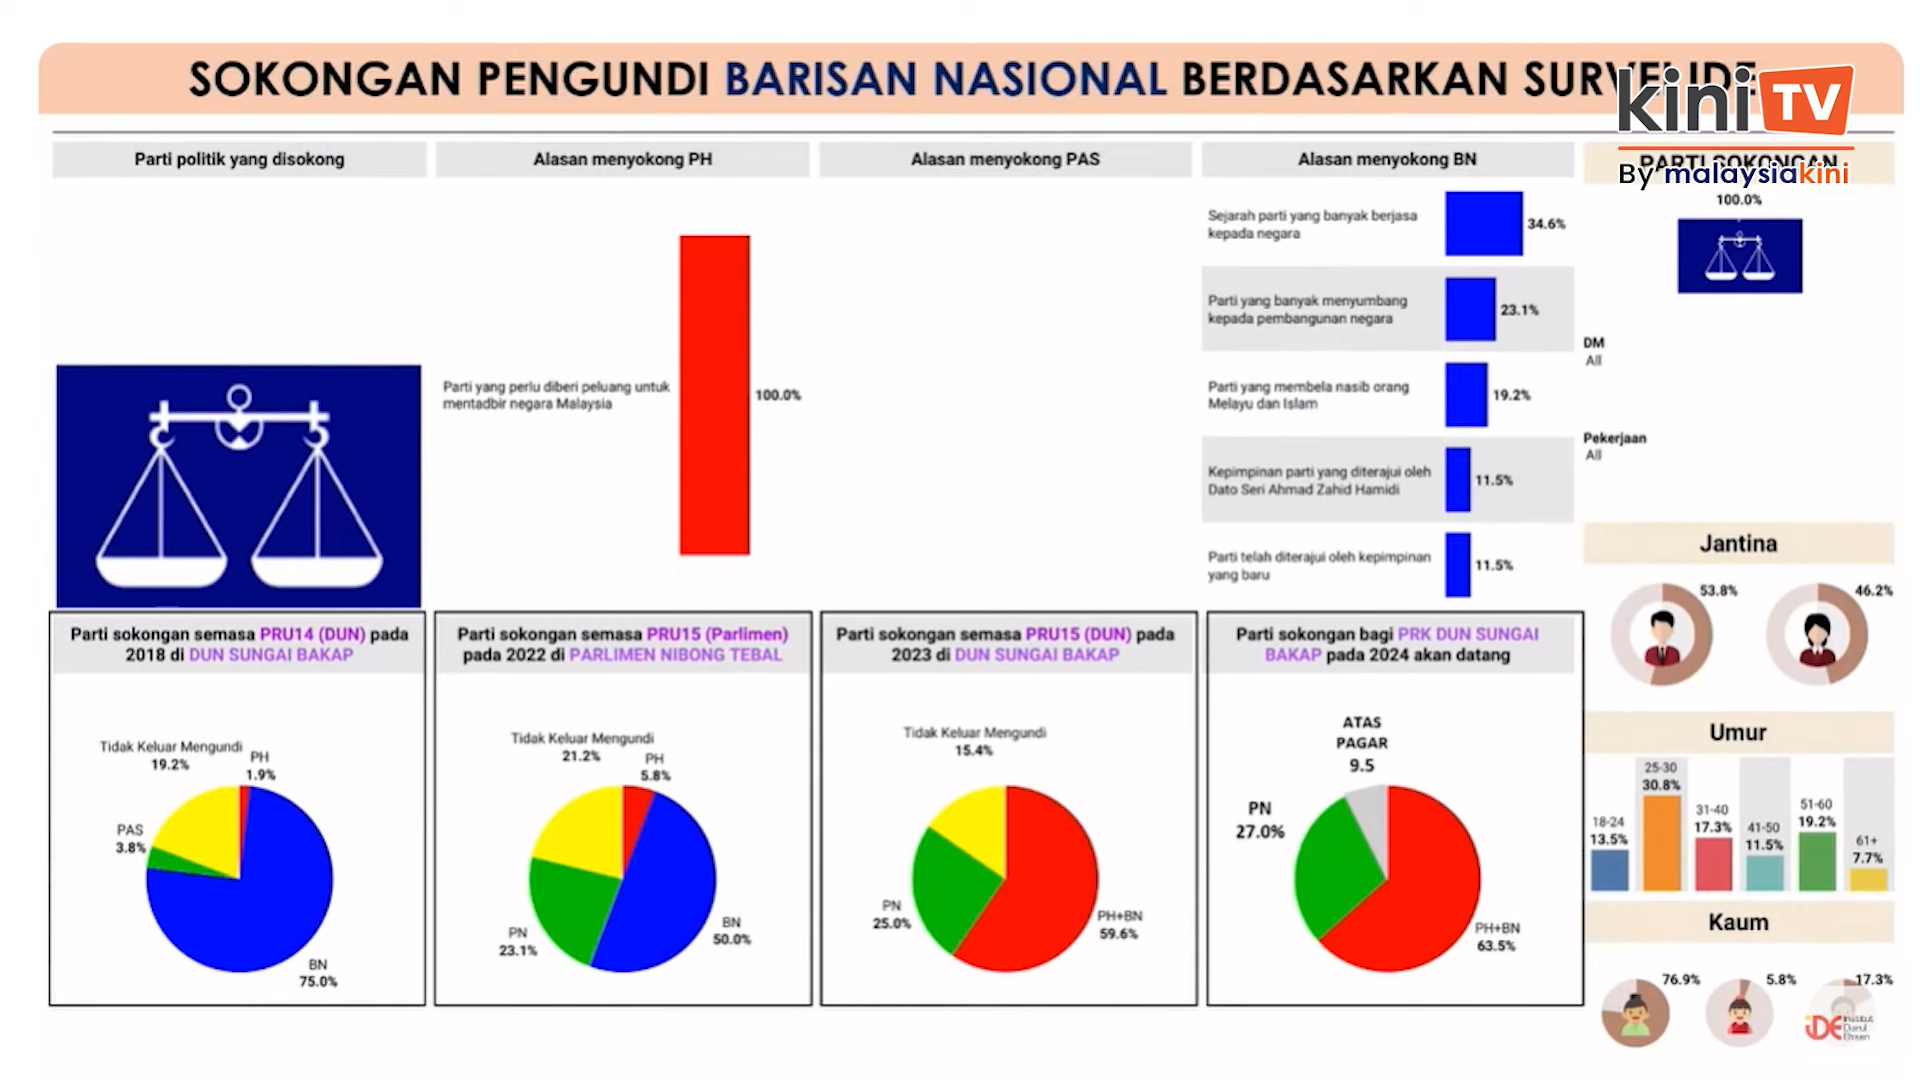 SOKONGAN PENGUNDI BARISAN NASIONAL BERDASARKAN SURVEI IDE
kini TV
By malaysiakini
Parti politik yang disokong
Alasan menyokong PH
Parti yang perlu diberi peluang untuk
mentadbir negara Malaysia
100.0%
Alasan menyokong PAS
Alasan menyokong BN
Sejarah parti yang banyak berjasa
kepada negara
34.6%
Parti yang banyak menyumbang
kepada pembangunan negara
23.1%
Parti yang membela nasib orang
Melayu dan Islam
19.2%
Kepimpinan parti yang diterajui oleh
Dato Seri Ahmad Zahid Hamidi
11.5%
Parti telah diterajui oleh kepimpinan
yang baru
11.5%
PARTI SOKONGAN
100.0%
DM
All
Pekerjaan
All
Jantina
53.8%
46.2%
Umur
18-24
13.5%
25-30
30.8%
31-40
17.3%
41-50
11.5%
51-60
19.2%
61+
7.7%
Kaum
76.9%
5.8%
17.3%
iDE Institut
Darul
Ehsan
Parti sokongan semasa PRU14 (DUN) pada
2018 di DUN SUNGAI BAKAP
Tidak Keluar Mengundi
19.2%
PH
1.9%
PAS
3.8%
BN
75.0%
Parti sokongan semasa PRU15 (Parlimen)
pada 2022 di PARLIMEN NIBONG TEBAL
Tidak Keluar Mengundi
21.2%
PH
5.8%
PN
23.1%
BN
50.0%
Parti sokongan semasa PRU15 (DUN) pada
2023 di DUN SUNGAI BAKAP
Tidak Keluar Mengundi
15.4%
PN
25.0%
PH+BN
59.6%
Parti sokongan bagi PRK DUN SUNGAI
BAKAP pada 2024 akan datang
ATAS
PAGAR
9.5
PN
27.0%
PH+BN
63.5%